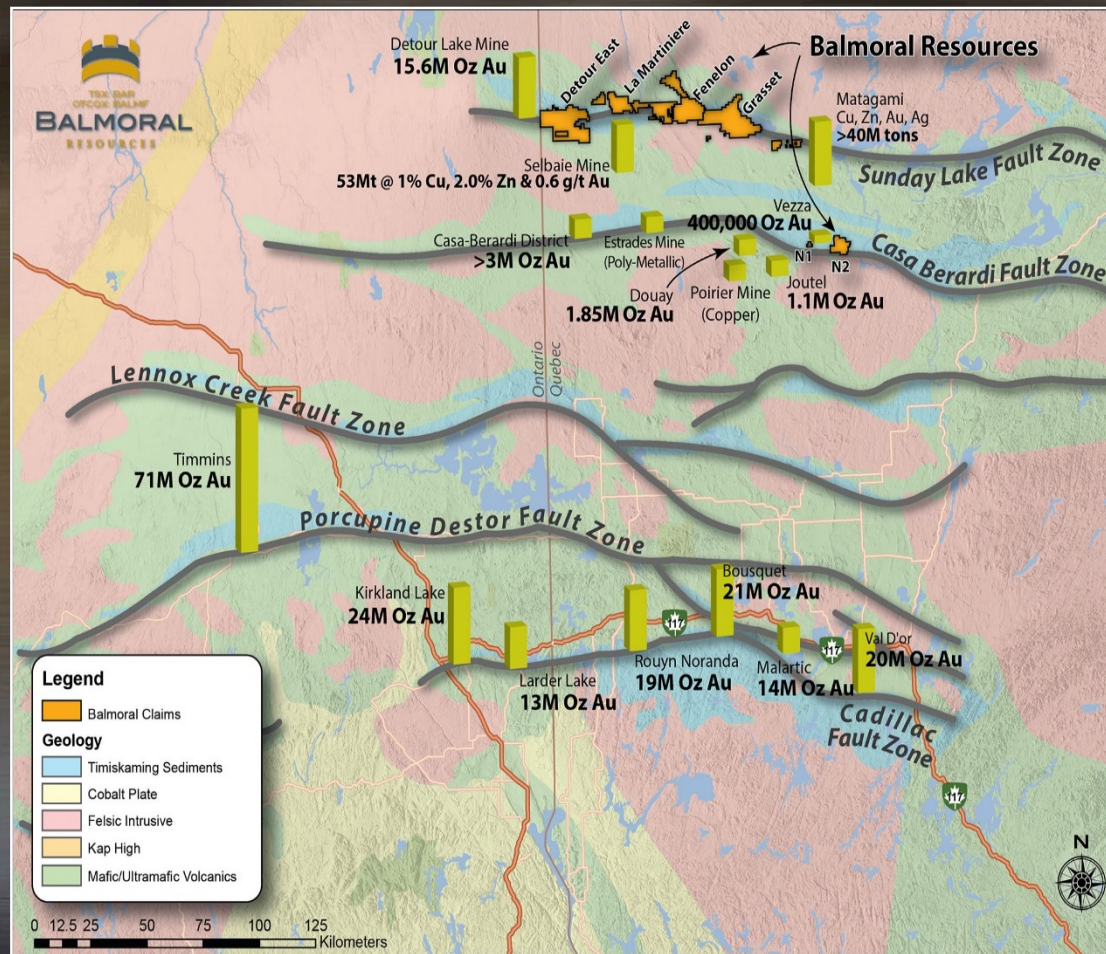 TSX: BAR
OTCQX: BALMF
BALMORAL
RESOURCES
Detour Lake Mine
15.6M Oz Au
Detour East
La Martiniere
Fenelon
Grasset
Balmoral Resources
Matagami
Cu, Zn, Au, Ag
>40M tons
Sunday Lake Fault Zone
Selbaie Mine
53Mt @ 1% Cu, 2.0% Zn & 0.6 g/t Au
Vezza
400,000 Oz Au
Casa-Berardi District
>3M Oz Au
Estrades Mine
(Poly-Metallic)
N1
N2
Casa Berardi Fault Zone
Douay
1.85M Oz Au
Poirier Mine
(Copper)
Joutel
1.1M Oz Au
Ontario
Quebec
Lennox Creek Fault Zone
Timmins
71M Oz Au
Porcupine Destor Fault Zone
Bousquet
21M Oz Au
Kirkland Lake
24M Oz Au
117
Larder Lake
13M Oz Au
Rouyn Noranda
19M Oz Au
Malartic
14M Oz Au
117
Val D'or
20M Oz Au
Cadillac
Fault Zone
117
Legend
Balmoral Claims
Geology
Timiskaming Sediments
Cobalt Plate
Felsic Intrusive
Kap High
Mafic/Ultramafic Volcanics
N
0 12.5 25 50 75 100 125
Kilometers